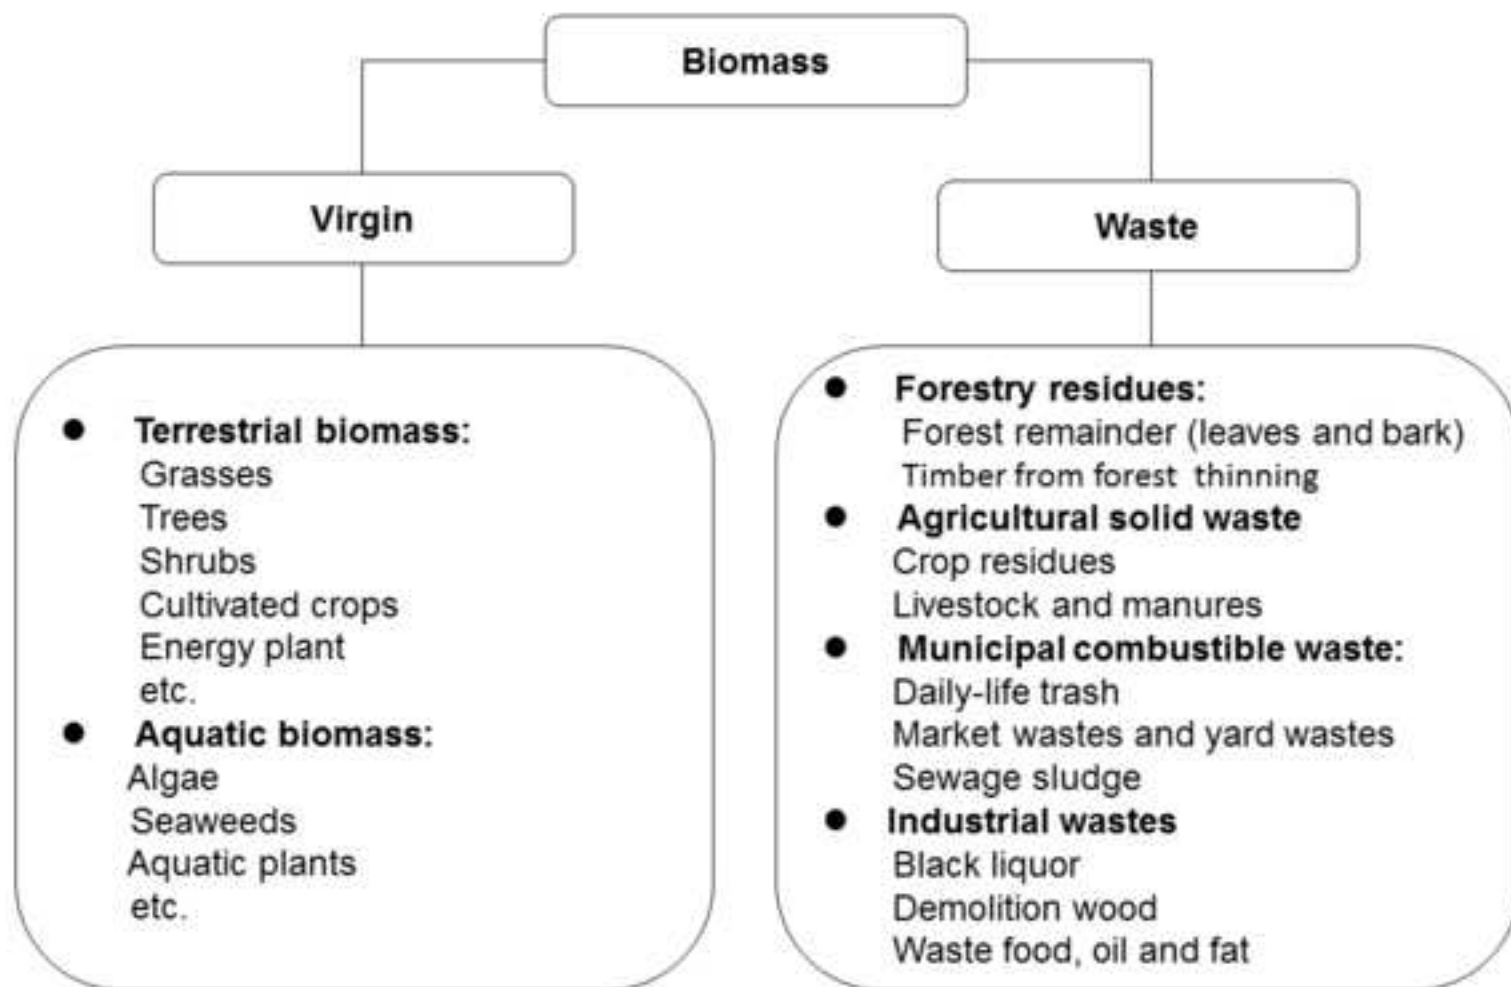 Biomass
Virgin
Waste
● Terrestrial biomass:
Grasses
Trees
Shrubs
Cultivated crops
Energy plant
etc.
● Aquatic biomass:
Algae
Seaweeds
Aquatic plants
etc.
● Forestry residues:
Forest remainder (leaves and bark)
Timber from forest thinning
● Agricultural solid waste
Crop residues
Livestock and manures
● Municipal combustible waste:
Daily-life trash
Market wastes and yard wastes
Sewage sludge
● Industrial wastes
Black liquor
Demolition wood
Waste food, oil and fat